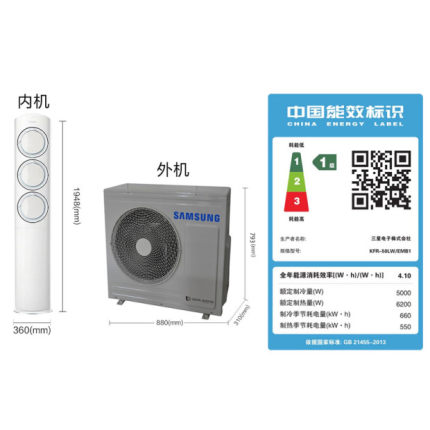 内机
1948(mm)
360(mm)
外机
SAMSUNG
793(mm)
880(mm)
310(mm)
中国能效标识
CHINA ENERGY LABEL
耗能低
1
2
3
1级
耗能高
生产者名称:
三星电子株式会社
规格型号:
KFR-50LW/EMB1
全年能源消耗效率[(W·h)/(W·h)]
4.10
额定制冷量(W)
5000
额定制热量(W)
6200
制冷季节耗电量(kW·h)
660
制热季节耗电量(kW·h)
550
依据国家标准: GB 21455-2013